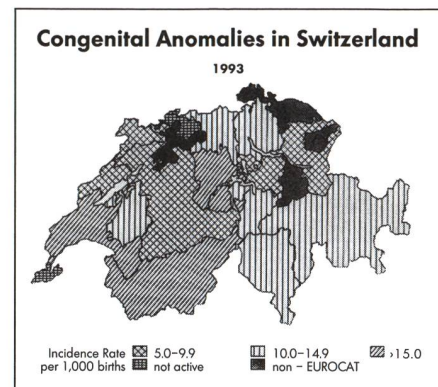 Congenital Anomalies in Switzerland
1993
Incidence Rate 5.0–9.9 10.0–14.9 ›15.0
per 1,000 births not active non – EUROCAT